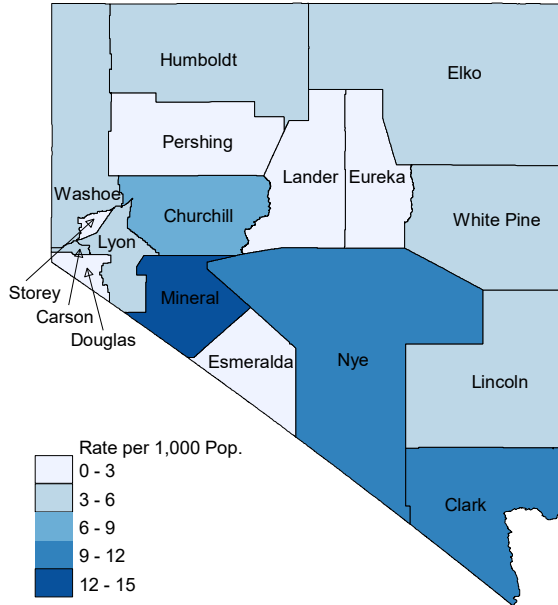 Humboldt
Elko
Pershing
Lander
Eureka
Washoe
Churchill
White Pine
Lyon
Storey
Carson
Douglas
Mineral
Esmeralda
Nye
Lincoln
Clark
Rate per 1,000 Pop.
0 - 3
3 - 6
6 - 9
9 - 12
12 - 15